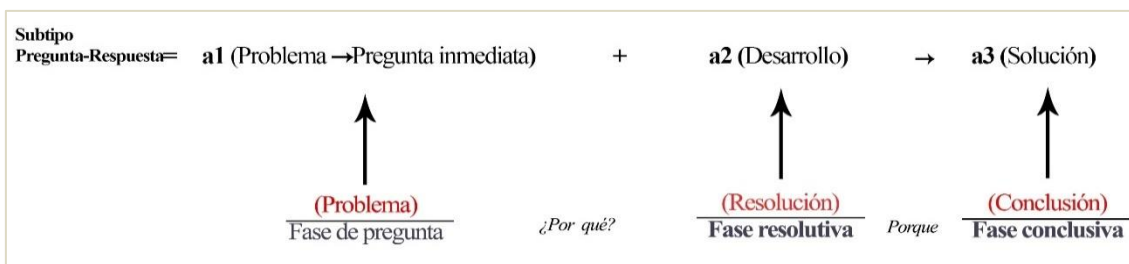 Subtipo
Pregunta-Respuesta= a1 (Problema →Pregunta inmediata) + a2 (Desarrollo) → a3 (Solución)
(Problema) (Resolución) (Conclusión)
Fase de pregunta ¿Por qué? Fase resolutiva Porque Fase conclusiva